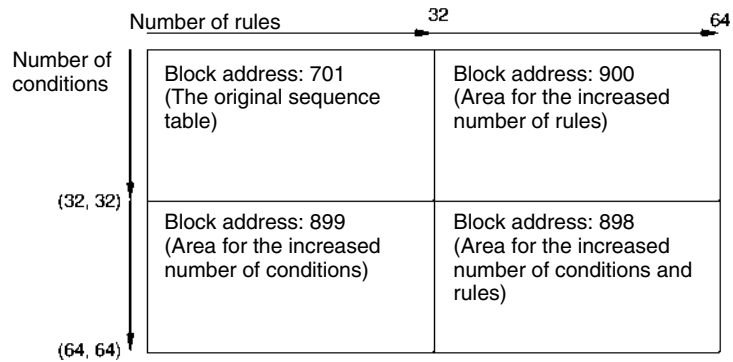 Number of rules
32
64
Number of
conditions
Block address: 701
(The original sequence
table)
Block address: 900
(Area for the increased
number of rules)
(32, 32)
Block address: 899
(Area for the increased
number of conditions)
Block address: 898
(Area for the increased
number of conditions and
rules)
(64, 64)